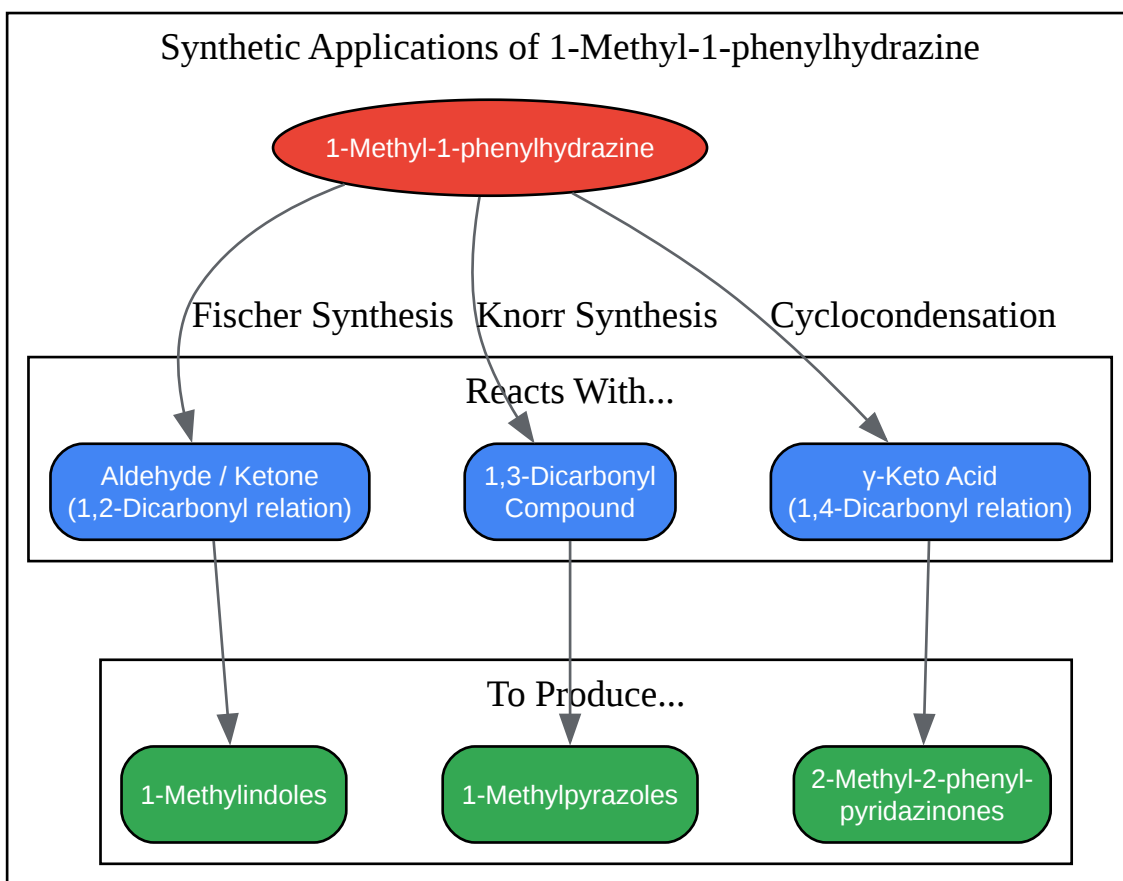 Synthetic Applications of 1-Methyl-1-phenylhydrazine
1-Methyl-1-phenylhydrazine
Fischer Synthesis
Knorr Synthesis
Cyclocondensation
Reacts With...
Aldehyde / Ketone
(1,2-Dicarbonyl relation)
1,3-Dicarbonyl
Compound
γ-Keto Acid
(1,4-Dicarbonyl relation)
To Produce...
1-Methylindoles
1-Methylpyrazoles
2-Methyl-2-phenyl-
pyridazinones